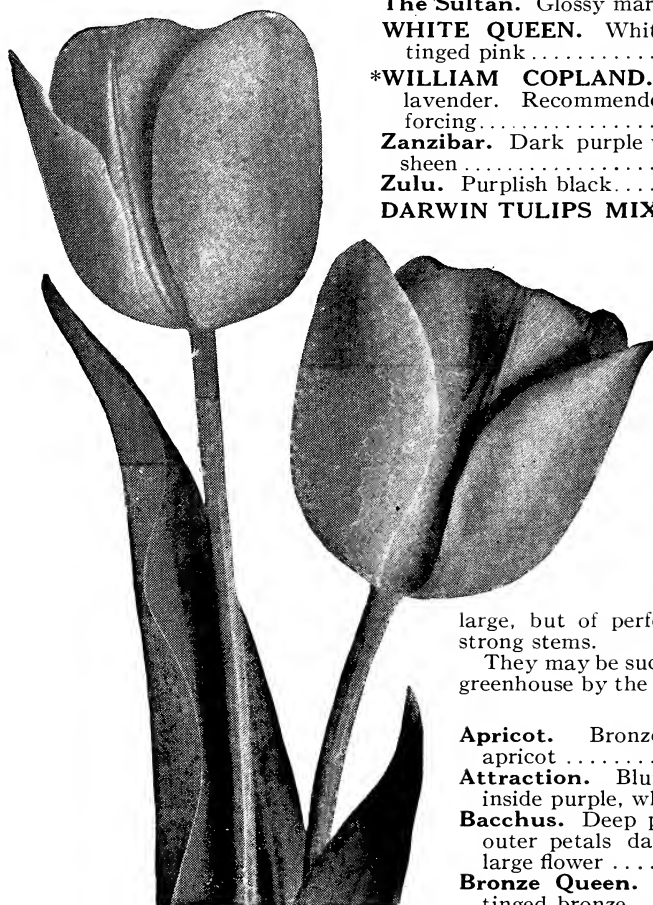 The Sultan. Glossy mar
WHITE QUEEN. Whit
tinged pink ..........
*WILLIAM COPLAND.
lavender. Recommende
forcing...............
Zanzibar. Dark purple
sheen.................
Zulu. Purplish black....
DARWIN TULIPS MIX
large, but of perf
strong stems.
They may be suc
greenhouse by the
Apricot. Bronze
apricot ........
Attraction. Blu
inside purple, wh
Bacchus. Deep p
outer petals da
large flower ....
Bronze Queen.
tinged bronze